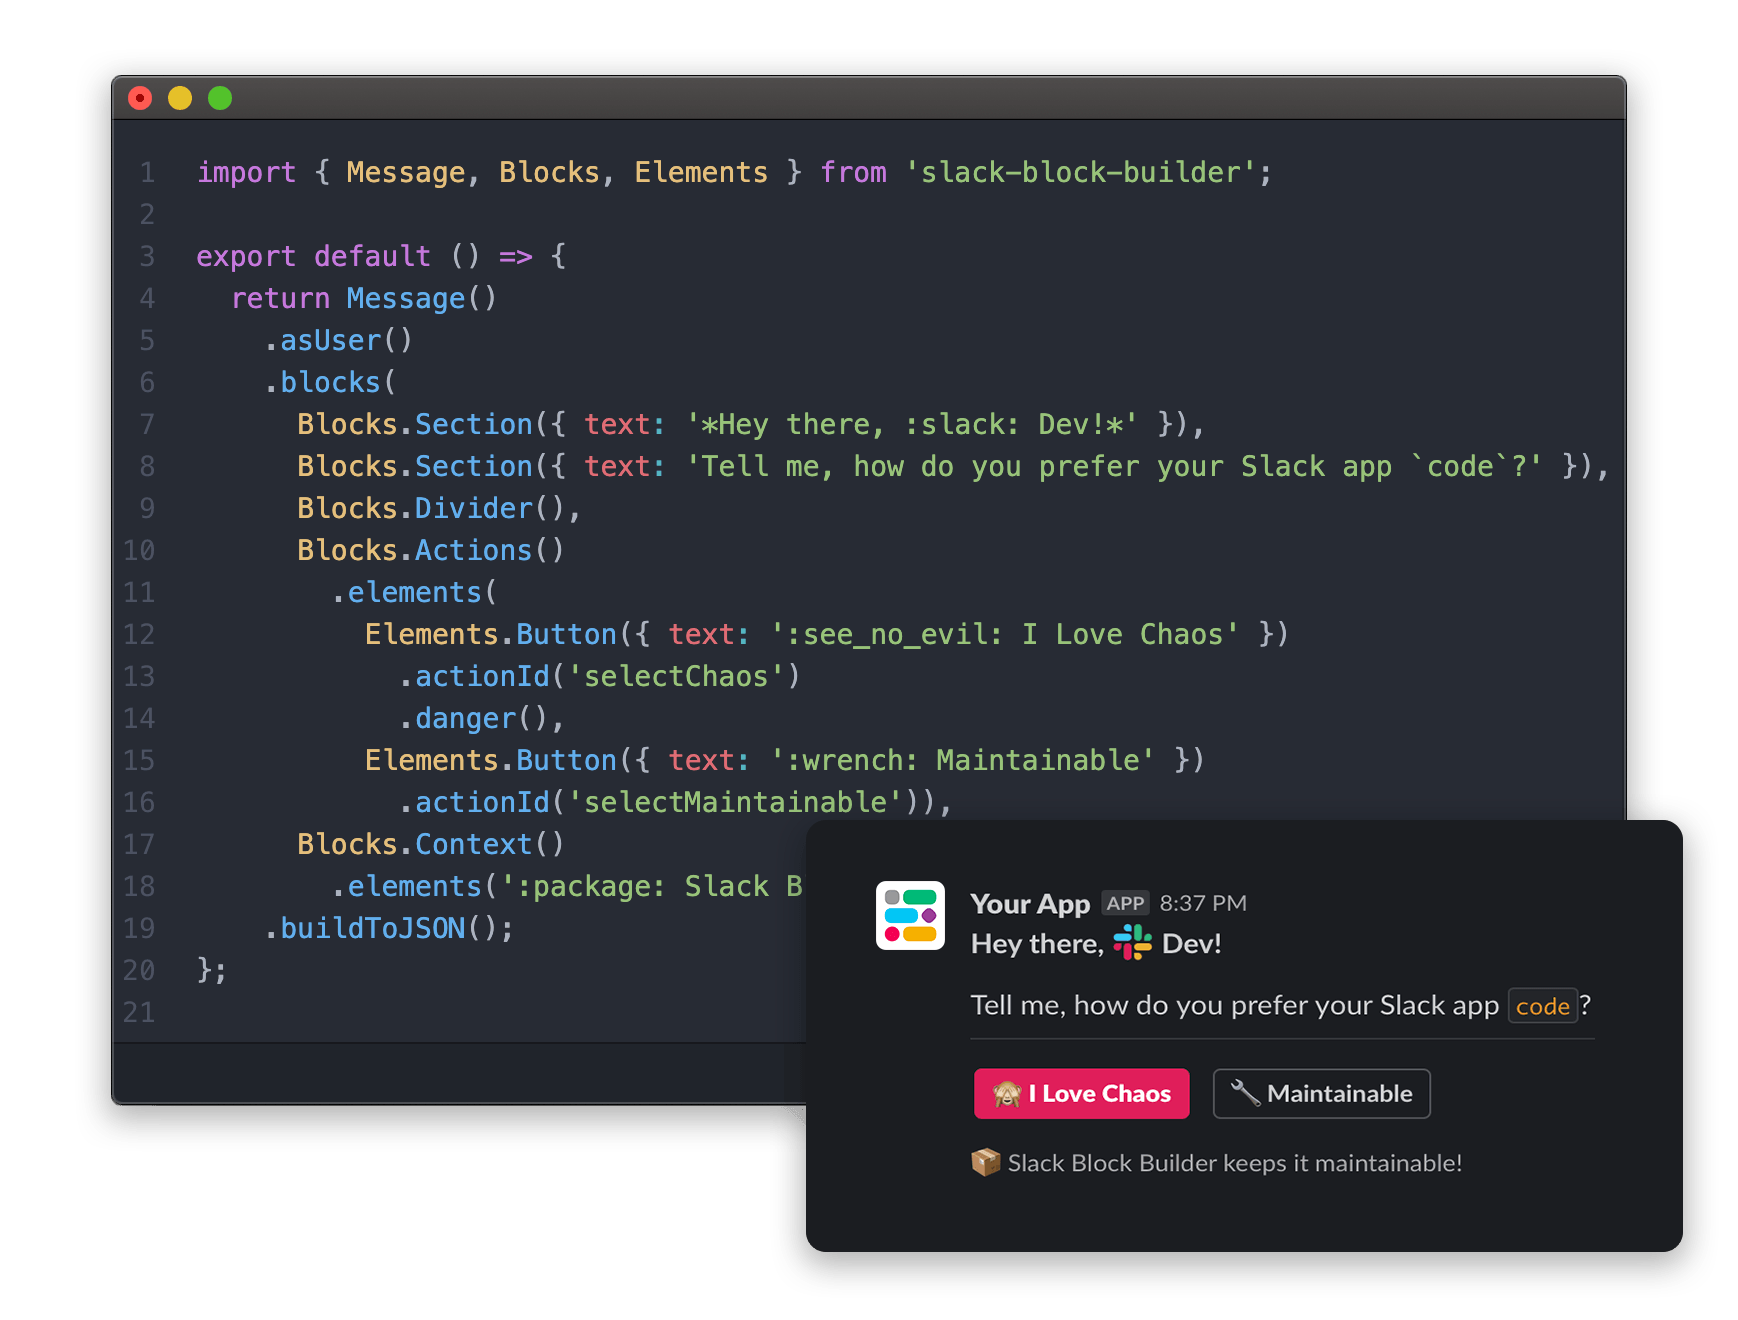 1 import { Message, Blocks, Elements } from 'slack-block-builder';
2
3 export default () => {
4   return Message()
5     .asUser()
6     .blocks(
7       Blocks.Section({ text: '*Hey there, :slack: Dev!*' }),
8       Blocks.Section({ text: 'Tell me, how do you prefer your Slack app `code`?' }),
9       Blocks.Divider(),
10       Blocks.Actions()
11         .elements(
12           Elements.Button({ text: ':see_no_evil: I Love Chaos' })
13             .actionId('selectChaos')
14             .danger(),
15           Elements.Button({ text: ':wrench: Maintainable' })
16             .actionId('selectMaintainable')),
17       Blocks.Context()
18         .elements(':package: Slack B
19     .buildToJSON();
20 };
21
Your App APP 8:37 PM
Hey there, Dev!
Tell me, how do you prefer your Slack app code?
🙈 I Love Chaos
🔧 Maintainable
📦 Slack Block Builder keeps it maintainable!